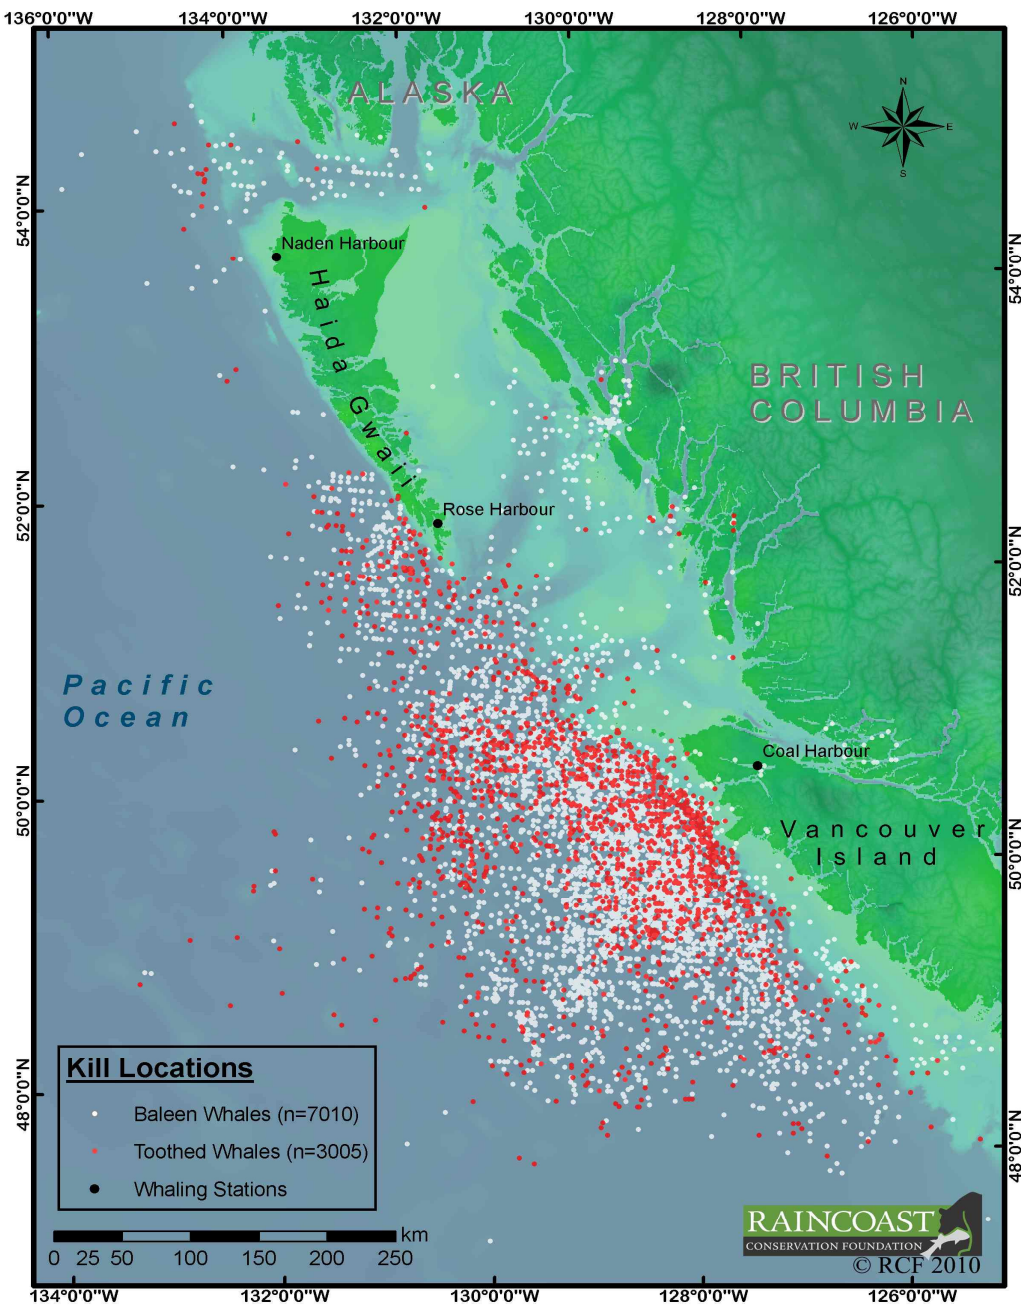 136°0'0"W 134°0'0"W 132°0'0"W 130°0'0"W 128°0'0"W 126°0'0"W
ALASKA
N
W E
S
54°0'0"N
54°0'0"N
Naden Harbour
Haida Gwaii
BRITISH
COLUMBIA
52°0'0"N
52°0'0"N
Rose Harbour
Pacific
Ocean
Coal Harbour
50°0'0"N
50°0'0"N
Vancouver
Island
48°0'0"N
48°0'0"N
Kill Locations
Baleen Whales (n=7010)
Toothed Whales (n=3005)
Whaling Stations
km
0 25 50 100 150 200 250
RAINCOAST
CONSERVATION FOUNDATION
© RCF 2010
134°0'0"W 132°0'0"W 130°0'0"W 128°0'0"W 126°0'0"W